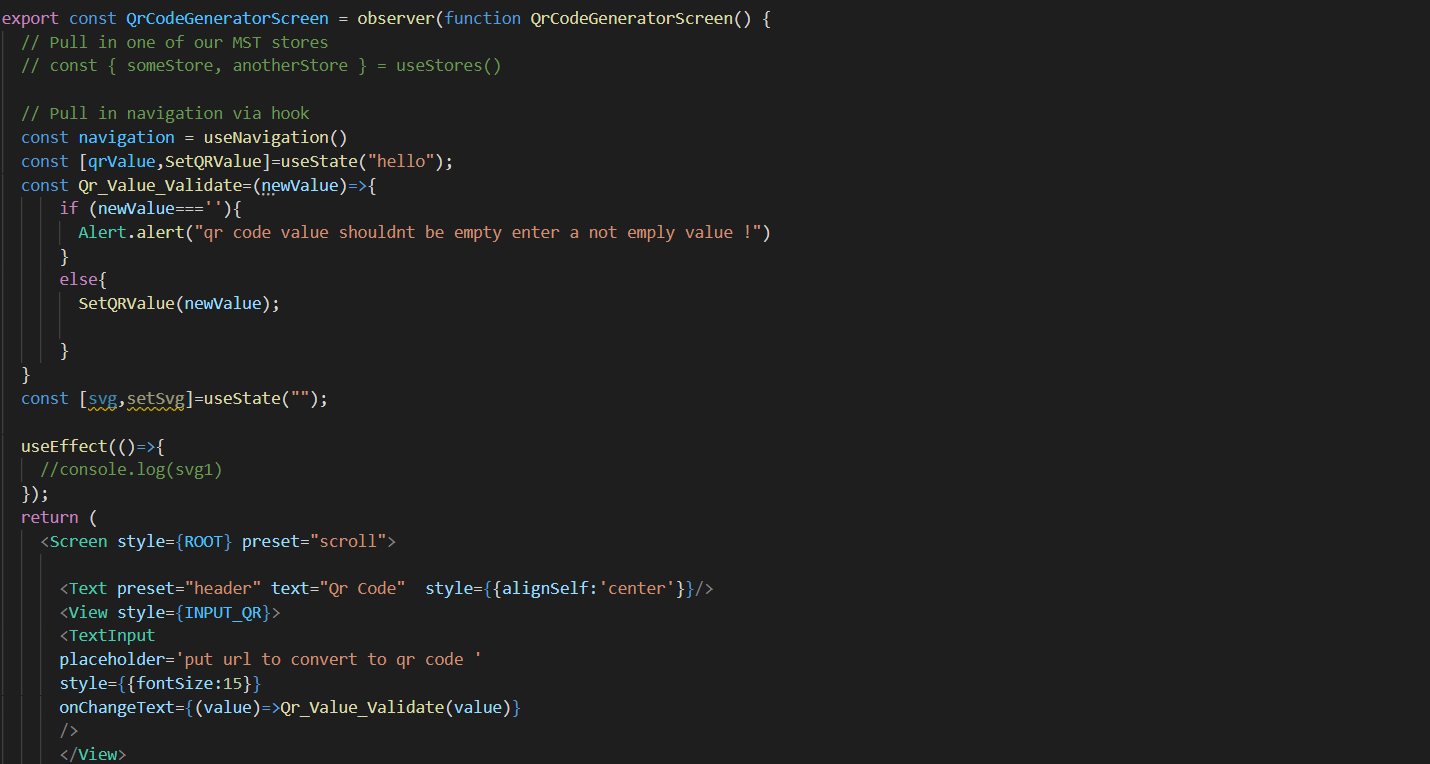 export const QrCodeGeneratorScreen = observer(function QrCodeGeneratorScreen() {
// Pull in one of our MST stores
// const { someStore, anotherStore } = useStores()
// Pull in navigation via hook
const navigation = useNavigation()
const [qrValue,SetQRValue]=useState("hello");
const Qr_Value_Validate=(newValue)=>{
if (newValue===''){
Alert.alert("qr code value shouldnt be empty enter a not emply value !")
}
else{
SetQRValue(newValue);
}
}
const [svg,setSvg]=useState("");
useEffect(()=>{
//console.log(svg1)
});
return (
<Screen style={ROOT} preset="scroll">
<Text preset="header" text="Qr Code"  style={{alignSelf:'center'}}/>
<View style={INPUT_QR}>
<TextInput
placeholder='put url to convert to qr code '
style={{fontSize:15}}
onChangeText={(value)=>Qr_Value_Validate(value)}
/>
</View>